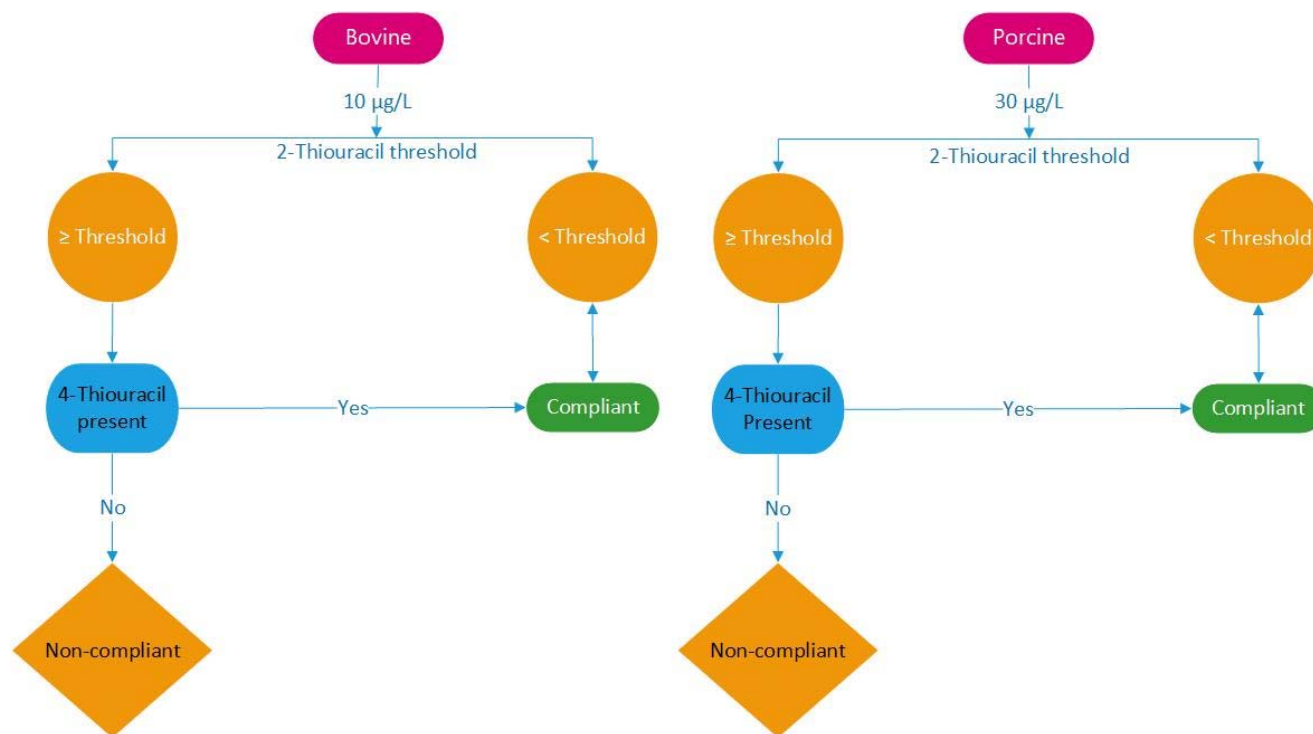 Bovine
10 µg/L
2-Thiouracil threshold
≥ Threshold
< Threshold
4-Thiouracil
present
Yes
Compliant
No
Non-compliant
Porcine
30 µg/L
2-Thiouracil threshold
≥ Threshold
< Threshold
4-Thiouracil
Present
Yes
Compliant
No
Non-compliant